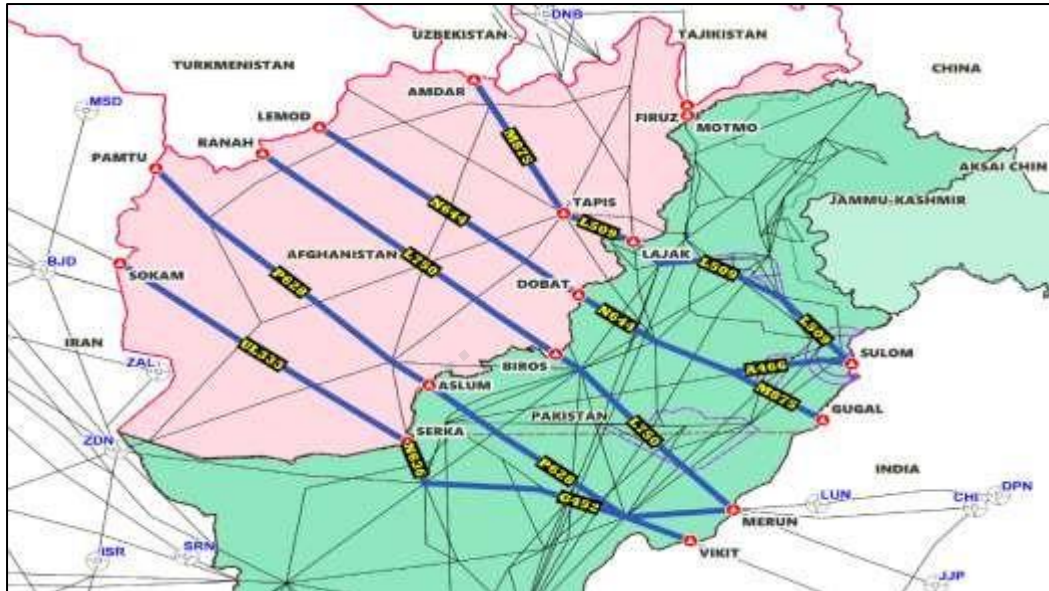 DNB
UZBEKISTAN
TAJIKISTAN
TURKMENISTAN
CHINA
AMDAR
MSD
LEMOD
FIRUZ
MOTMO
RANAH
M875
PAMTU
AKSAI CHIN
TAPIS
JAMMU-KASHMIR
N644
L509
AFGHANISTAN
LAJAK
L750
BJD
SOKAM
P628
DOBAT
L509
N644
L509
IRAN
UL333
SULOM
ZAL
BIROS
A466
ASLUM
M875
GUGAL
PAKISTAN
SERKA
L750
ZDN
N636
P628
INDIA
G492
LUN
CHI
DPN
MERUN
ISR
SRN
VIKIT
JJP